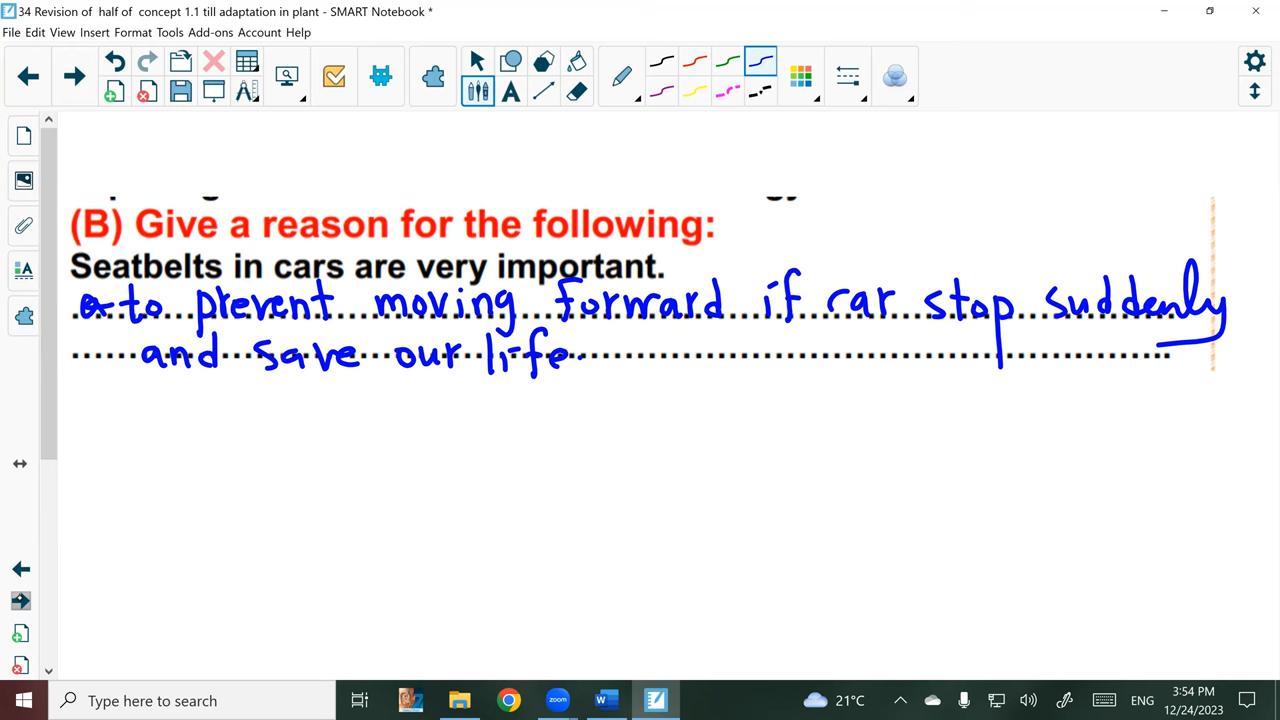 34 Revision of half of concept 1.1 till adaptation in plant - SMART Notebook *
File Edit View Insert Format Tools Add-ons Account Help
(B) Give a reason for the following:
Seatbelts in cars are very important.
to prevent moving forward if car stop suddenly
and save our life.
Type here to search
zoom
21°C
ENG
3:54 PM
12/24/2023